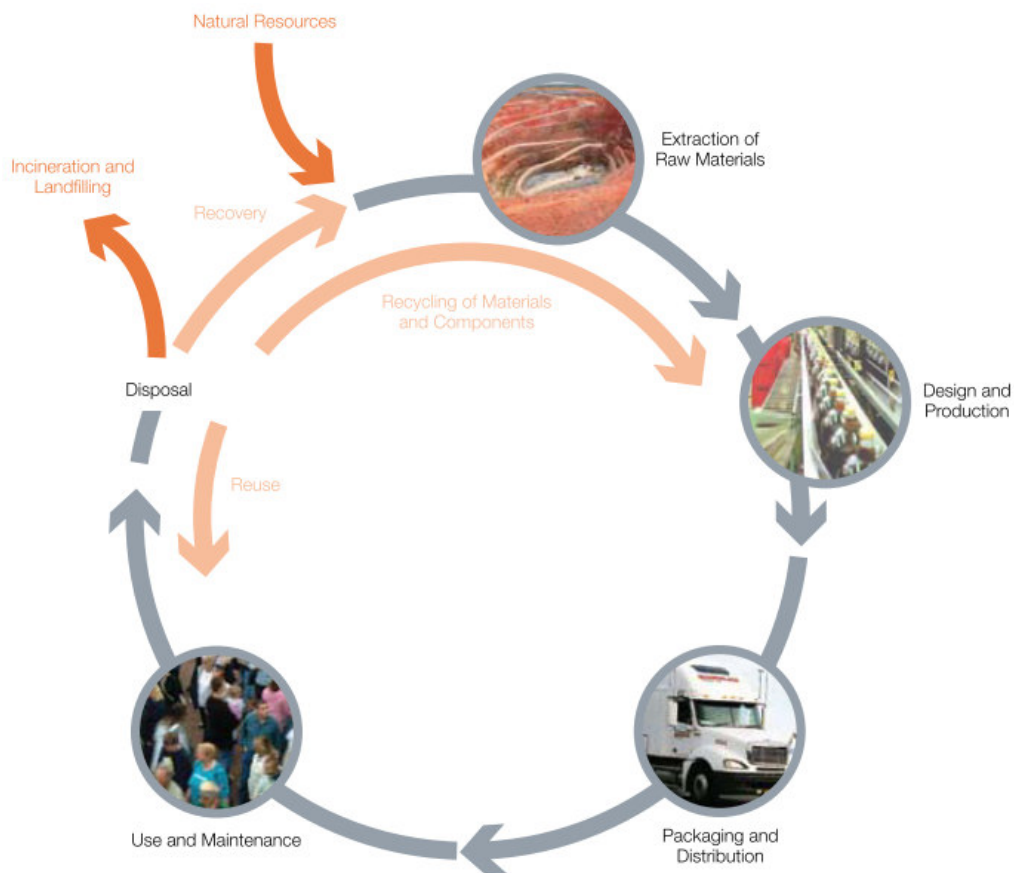 Natural Resources
Extraction of
Raw Materials
Incineration and
Landfilling
Recovery
Recycling of Materials
and Components
Design and
Production
Disposal
Reuse
Use and Maintenance
Packaging and
Distribution